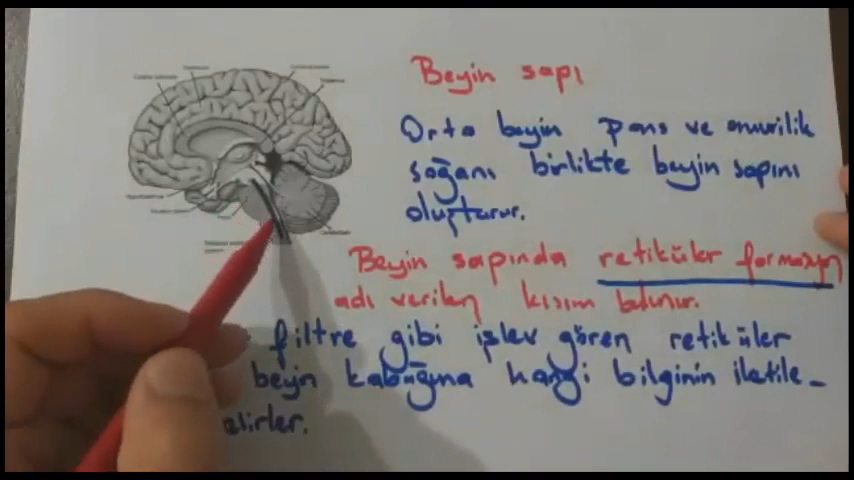 Beyin sapı
Orta beyin pons ve omurilik
soğanı birlikte beyin sapını
oluşturur.
Beyin sapında retiküler formasyon
adı verilen kısım bulunur.
filtre gibi işlev gören retiküler
beyin kabuğuna hangi bilginin iletile-
elirler.